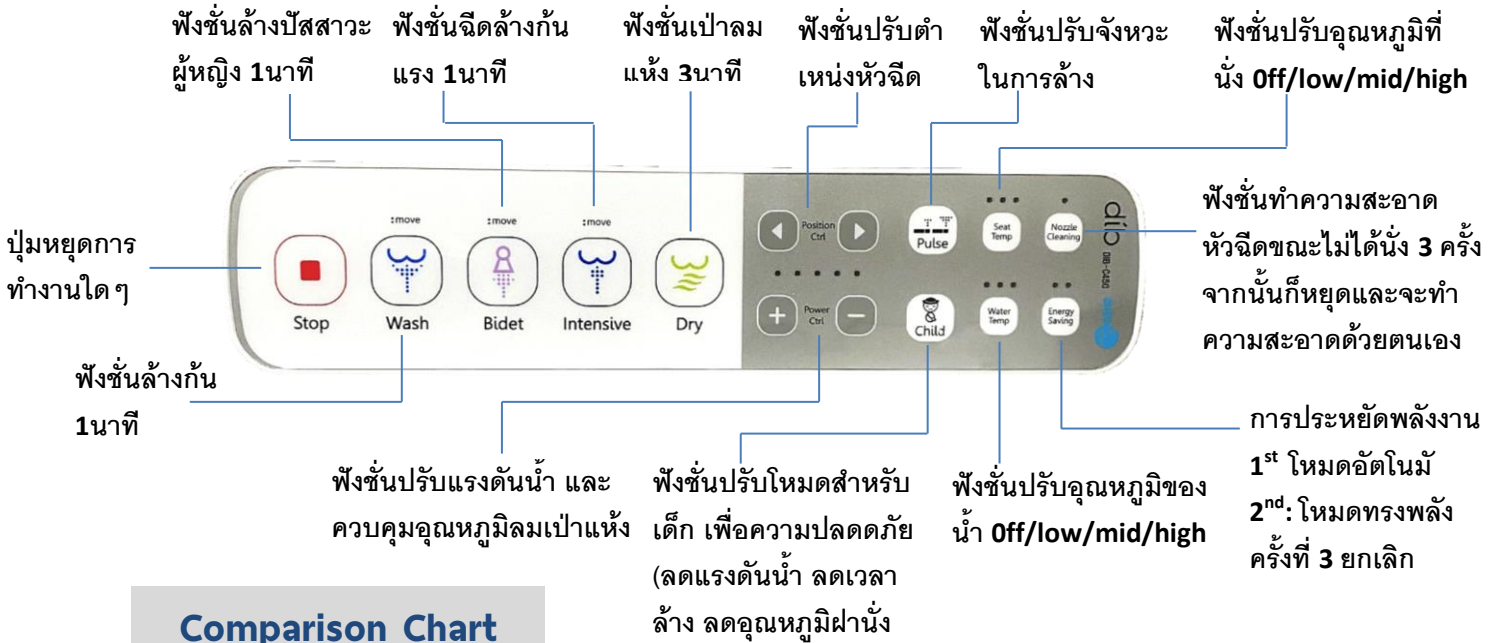 ฟังชั่นล้างปัสสาวะ
ผู้หญิง 1นาที
ฟังชั่นฉีดล้างก้น
แรง 1นาที
ฟังชั่นเป่าลม
แห้ง 3นาที
ฟังชั่นปรับตำ
เหน่งหัวฉีด
ฟังชั่นปรับจังหวะ
ในการล้าง
ฟังชั่นปรับอุณหภูมิที่
นั่ง 0ff/low/mid/high
ปุ่มหยุดการ
ทำงานใดๆ
:move
:move
:move
Stop
Wash
Bidet
Intensive
Dry
Position
Ctrl
Power
Ctrl
Pulse
Child
Seat
Temp
Nozzle
Cleaning
Water
Temp
Energy
Saving
dib
DIB-C450
ฟังชั่นทำความสะอาด
หัวฉีดขณะไม่ได้นั่ง 3 ครั้ง
จากนั้นก็หยุดและจะทำ
ความสะอาดด้วยตนเอง
ฟังชั่นล้างก้น
1นาที
ฟังชั่นปรับแรงดันน้ำ และ
ควบคุมอุณหภูมิลมเป่าแห้ง
ฟังชั่นปรับโหมดสำหรับ
เด็ก เพื่อความปลดดภัย
(ลดแรงดันน้ำ ลดเวลา
ล้าง ลดอุณหภูมิฝานั่ง
ฟังชั่นปรับอุณหภูมิของ
น้ำ 0ff/low/mid/high
การประหยัดพลังงาน
1st โหมดอัตโนมั
2nd: โหมดทรงพลัง
ครั้งที่ 3 ยกเลิก
Comparison Chart